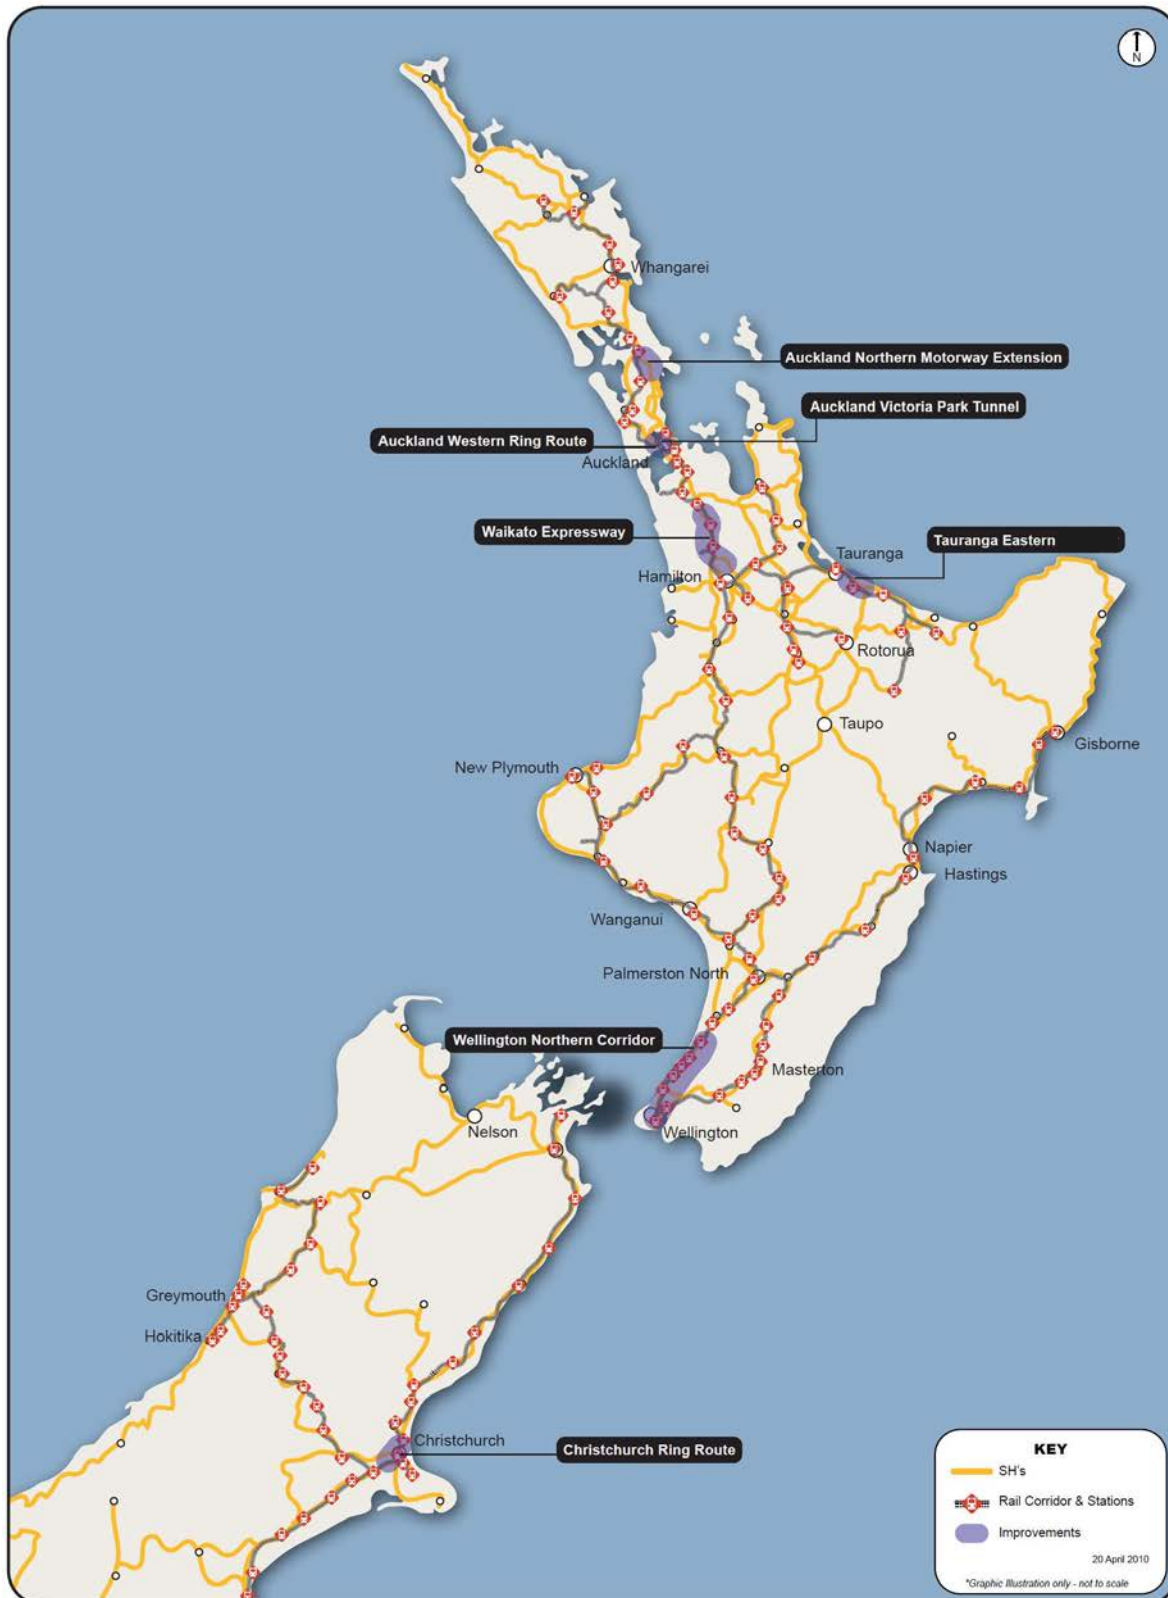 N
Whangarei
Auckland Northern Motorway Extension
Auckland Victoria Park Tunnel
Auckland Western Ring Route
Auckland
Waikato Expressway
Tauranga Eastern
Tauranga
Hamilton
Rotorua
Taupo
Gisborne
New Plymouth
Napier
Hastings
Wanganui
Palmerston North
Wellington Northern Corridor
Masterton
Nelson
Wellington
Greymouth
Hokitika
Christchurch
Christchurch Ring Route
KEY
SH's
Rail Corridor & Stations
Improvements
20 April 2010
*Graphic Illustration only - not to scale